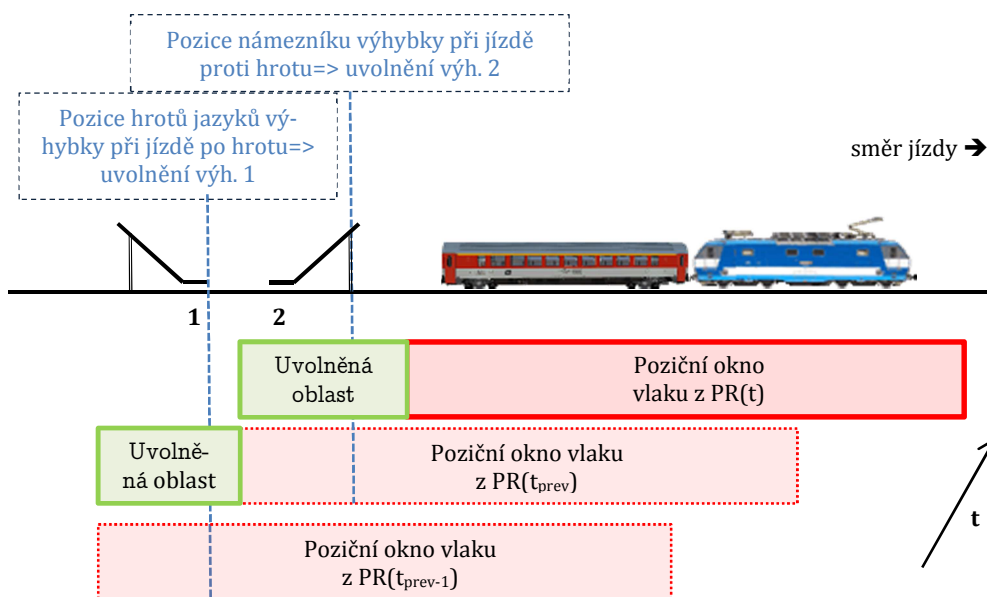 Pozice námezníku výhybky při jízdě
proti hrotu=> uvolnění výh. 2
Pozice hrotů jazyků vý-
hybky při jízdě po hrotu=>
uvolnění výh. 1
směr jízdy →
1
2
Uvolněná
oblast
Poziční okno
vlaku z PR(t)
Uvolně-
ná oblast
Poziční okno vlaku
z PR(tprev)
t
Poziční okno vlaku
z PR(tprev-1)